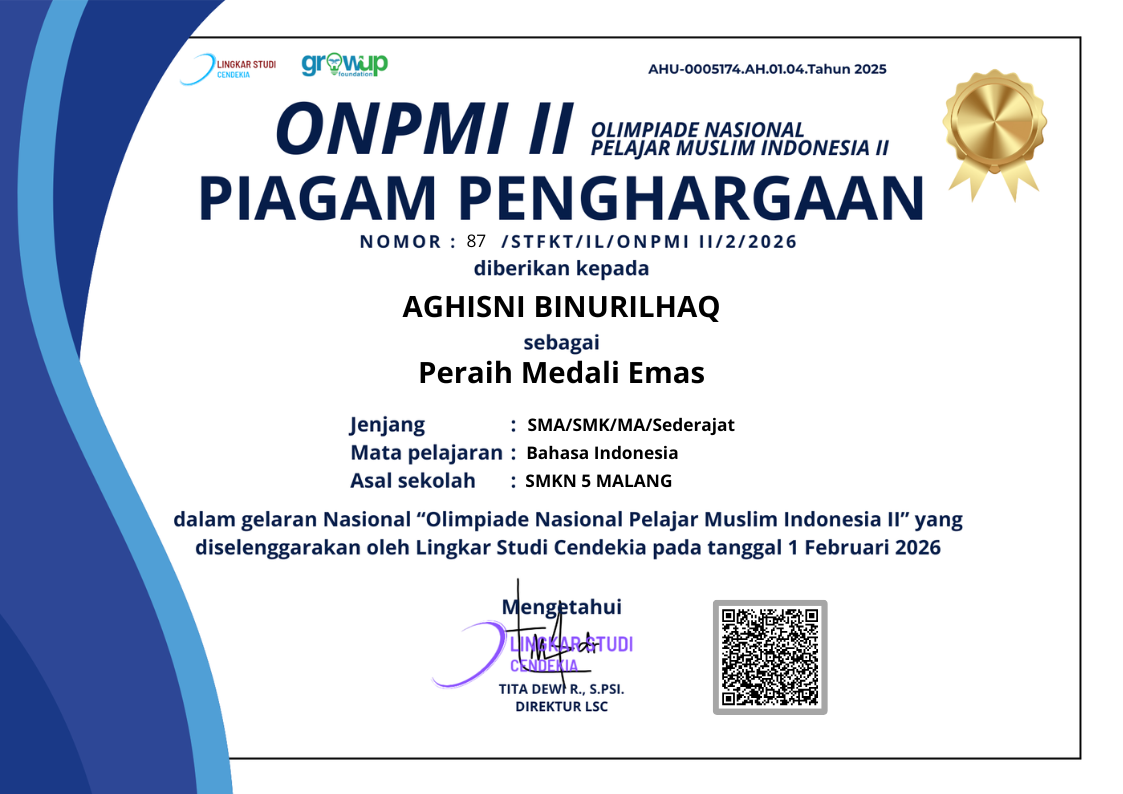 LINGKAR STUDI
CENDEKIA
growup
foundation
AHU-0005174.AH.01.04.Tahun 2025
ONPMI II
OLIMPIADE NASIONAL
PELAJAR MUSLIM INDONESIA II
PIAGAM PENGHARGAAN
NOMOR : 87 /STFKT/IL/ONPMI II/2/2026
diberikan kepada
AGHISNI BINURILHAQ
sebagai
Peraih Medali Emas
Jenjang : SMA/SMK/MA/Sederajat
Mata pelajaran : Bahasa Indonesia
Asal sekolah : SMKN 5 MALANG
dalam gelaran Nasional “Olimpiade Nasional Pelajar Muslim Indonesia II” yang
diselenggarakan oleh Lingkar Studi Cendekia pada tanggal 1 Februari 2026
Mengetahui
LINGKAR STUDI
CENDEKIA
TITA DEWI R., S.PSI.
DIREKTUR LSC